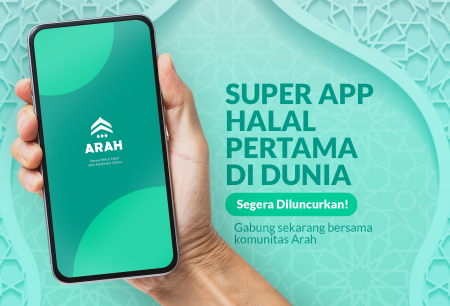 ARAH
SUPER APP
HALAL
PERTAMA
DI DUNIA
Segera Diluncurkan!
Gabung sekarang bersama
komunitas Arah